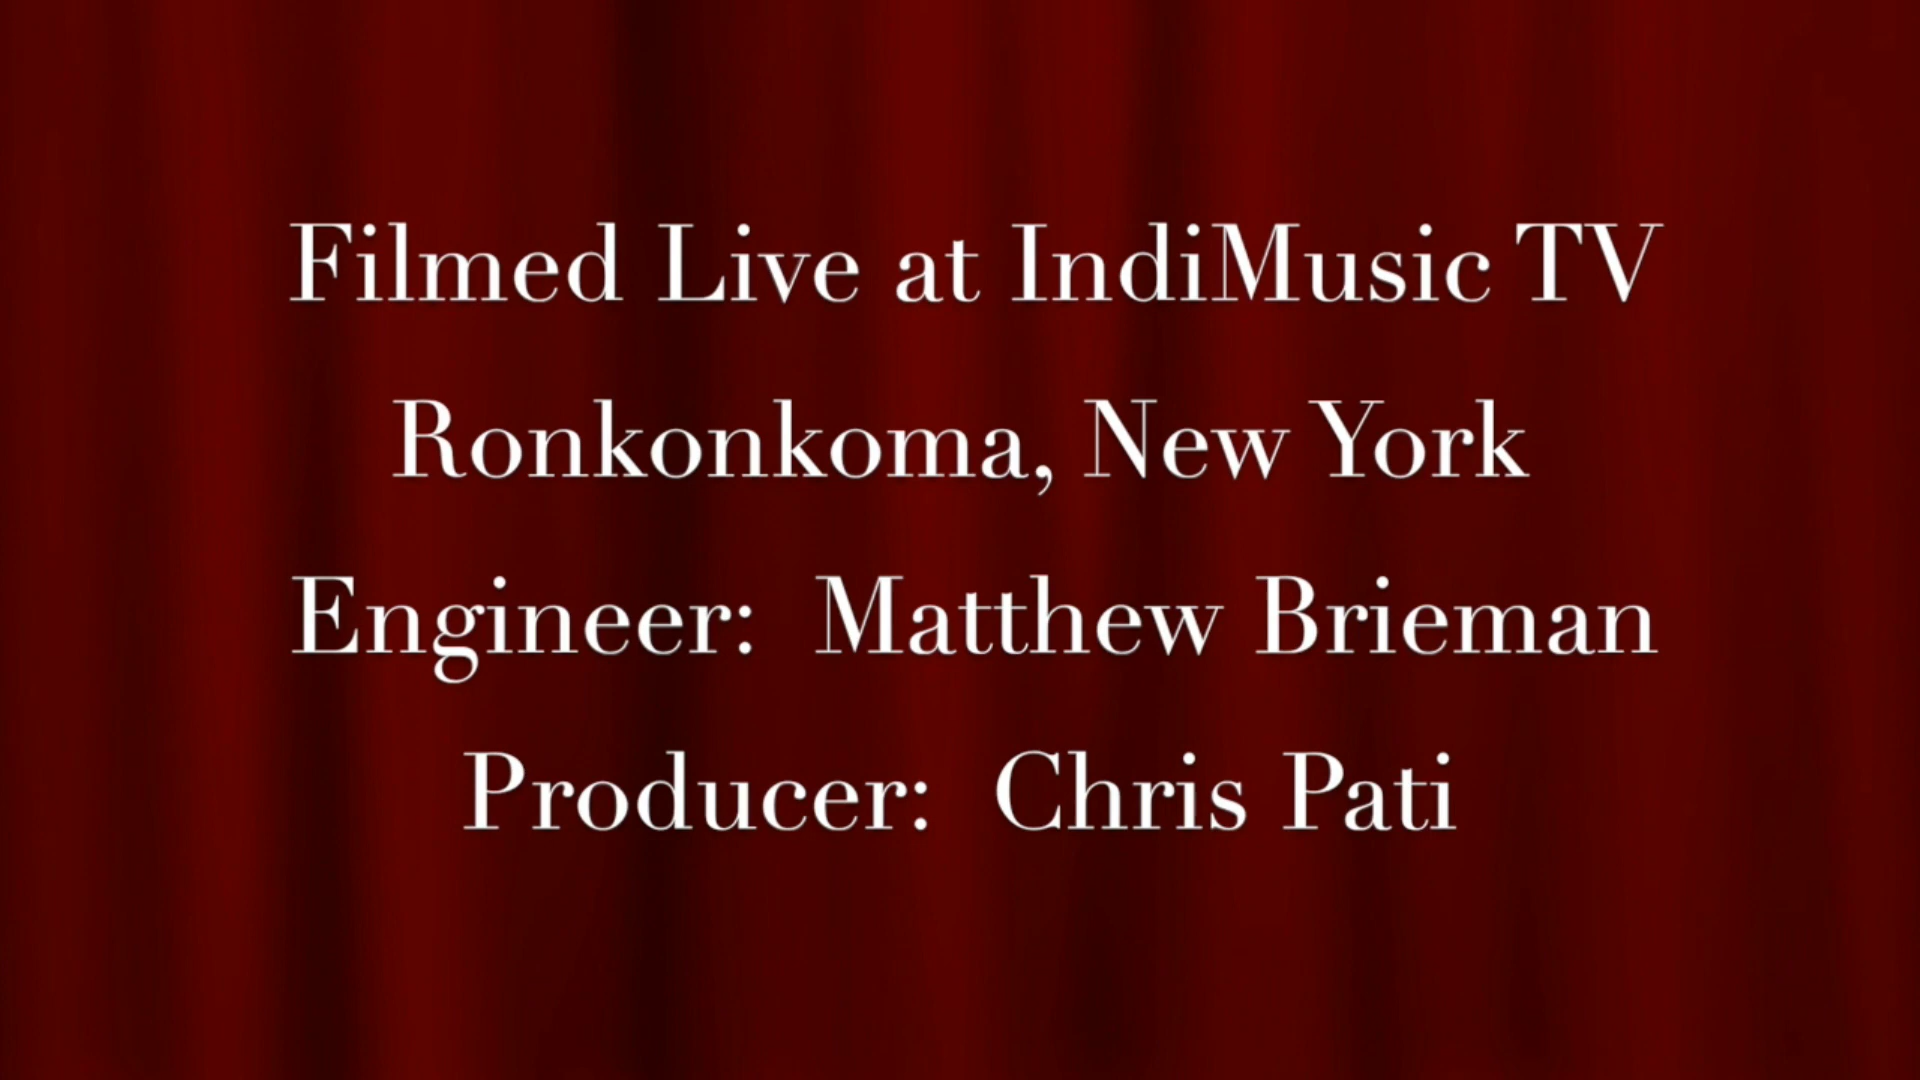 Filmed Live at IndiMusic TV
Ronkonkoma, New York
Engineer:  Matthew Brieman
Producer:  Chris Pati